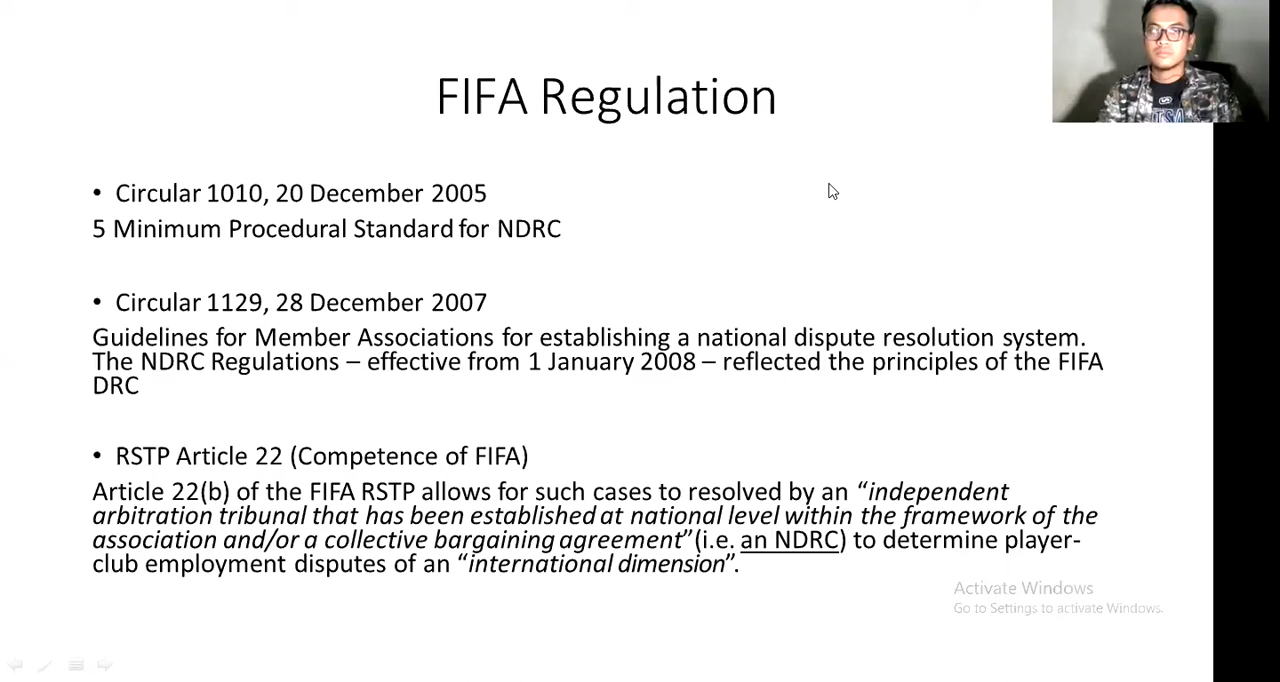 FIFA Regulation
• Circular 1010, 20 December 2005
5 Minimum Procedural Standard for NDRC
• Circular 1129, 28 December 2007
Guidelines for Member Associations for establishing a national dispute resolution system.
The NDRC Regulations – effective from 1 January 2008 – reflected the principles of the FIFA
DRC
• RSTP Article 22 (Competence of FIFA)
Article 22(b) of the FIFA RSTP allows for such cases to resolved by an “independent
arbitration tribunal that has been established at national level within the framework of the
association and/or a collective bargaining agreement”(i.e. an NDRC) to determine player-
club employment disputes of an “international dimension”.
Activate Windows
Go to Settings to activate Windows.